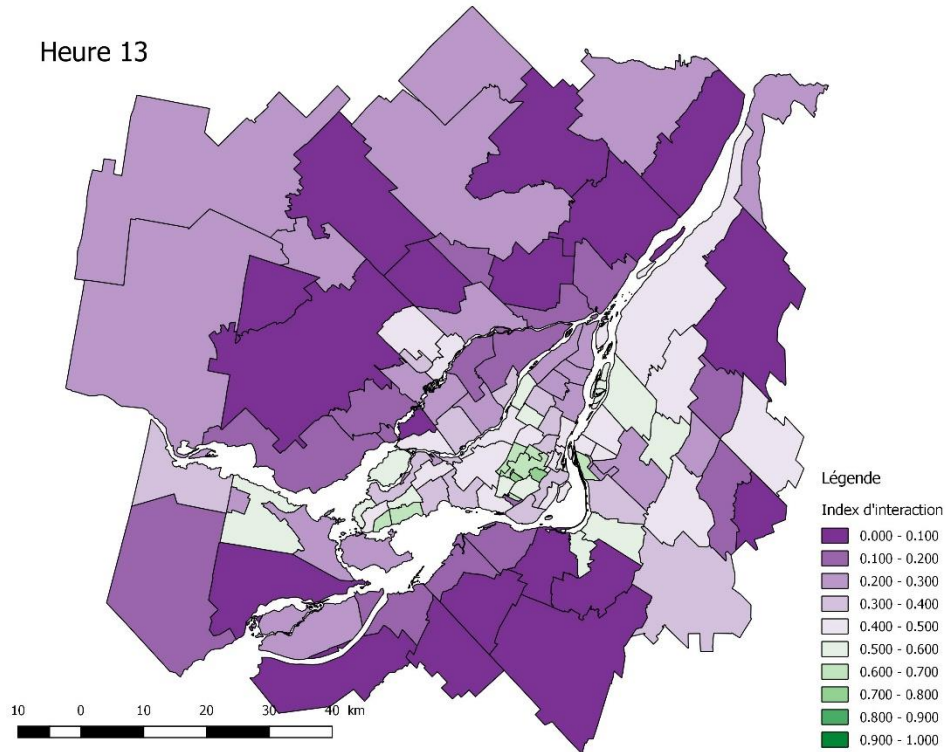 Heure 13
Légende
Index d'interaction
0.000 - 0.100
0.100 - 0.200
0.200 - 0.300
0.300 - 0.400
0.400 - 0.500
0.500 - 0.600
0.600 - 0.700
0.700 - 0.800
0.800 - 0.900
0.900 - 1.000
10 0 10 20 30 40 km